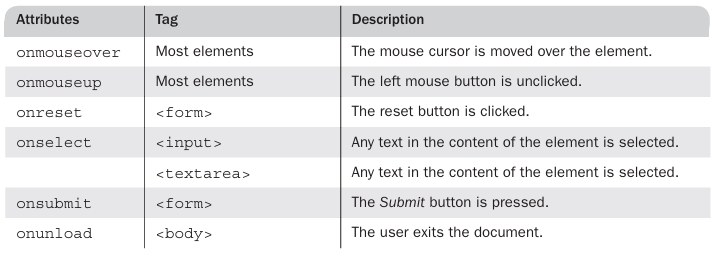 Attributes Tag Description
onmouseover Most elements The mouse cursor is moved over the element.
onmouseup Most elements The left mouse button is unclicked.
onreset <form> The reset button is clicked.
onselect <input> Any text in the content of the element is selected.
<textarea> Any text in the content of the element is selected.
onsubmit <form> The Submit button is pressed.
onunload <body> The user exits the document.